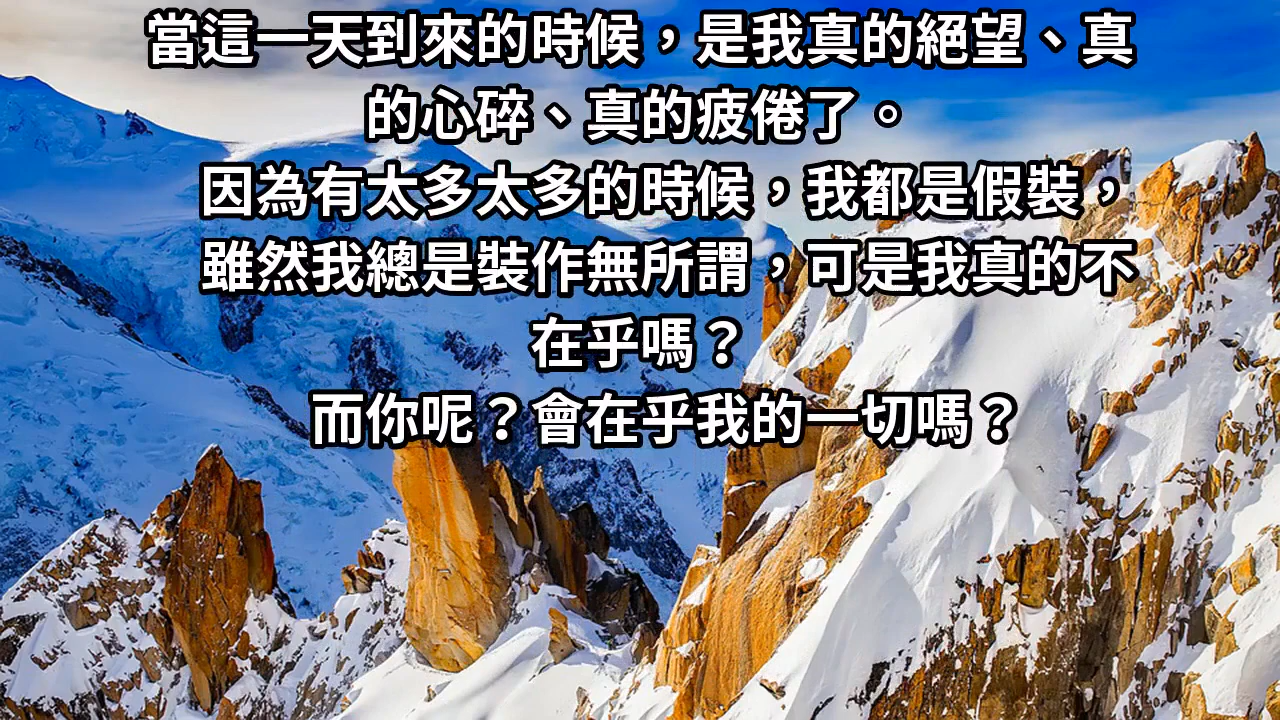 當這一天到來的時候，是我真的絕望、真
的心碎、真的疲倦了。
因為有太多太多的時候，我都是假裝，
雖然我總是裝作無所謂，可是我真的不
在乎嗎？
而你呢？會在乎我的一切嗎？